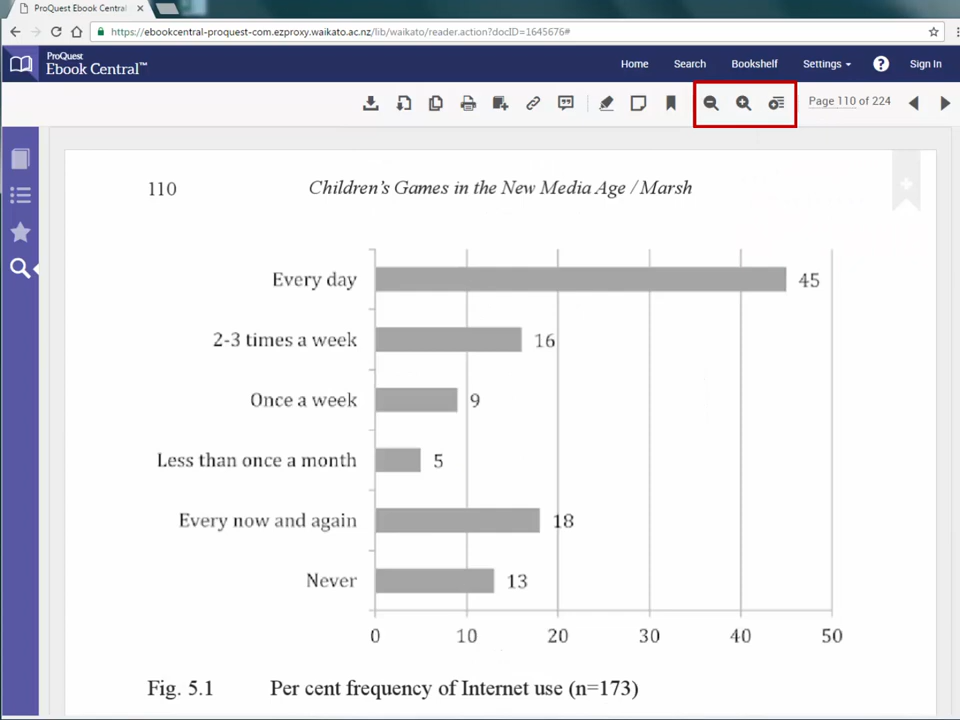 ProQuest Ebook Central
https://ebookcentral-proquest-com.ezproxy.waikato.ac.nz/lib/waikato/reader.action?docID=1645676#
ProQuest
Ebook Central™
Home Search Bookshelf Settings ? Sign In
Page 110 of 224
110 Children's Games in the New Media Age / Marsh
Every day 45
2-3 times a week 16
Once a week 9
Less than once a month 5
Every now and again 18
Never 13
0 10 20 30 40 50
Fig. 5.1 Per cent frequency of Internet use (n=173)